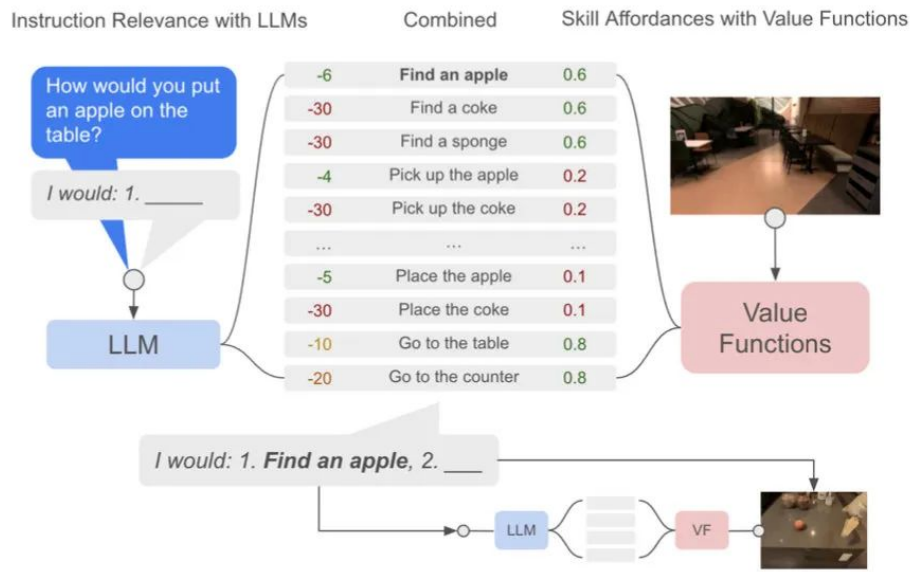 Instruction Relevance with LLMs
Combined
Skill Affordances with Value Functions
How would you put
an apple on the
table?
I would: 1. _____
LLM
-6 Find an apple 0.6
-30 Find a coke 0.6
-30 Find a sponge 0.6
-4 Pick up the apple 0.2
-30 Pick up the coke 0.2
... ... ...
-5 Place the apple 0.1
-30 Place the coke 0.1
-10 Go to the table 0.8
-20 Go to the counter 0.8
Value
Functions
I would: 1. Find an apple, 2. ___
LLM
VF